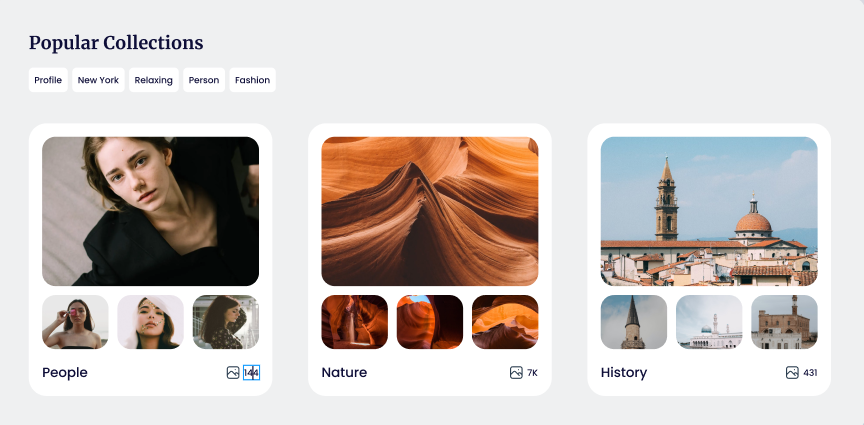 Popular Collections
Profile New York Relaxing Person Fashion
People 144
Nature 7K
History 431